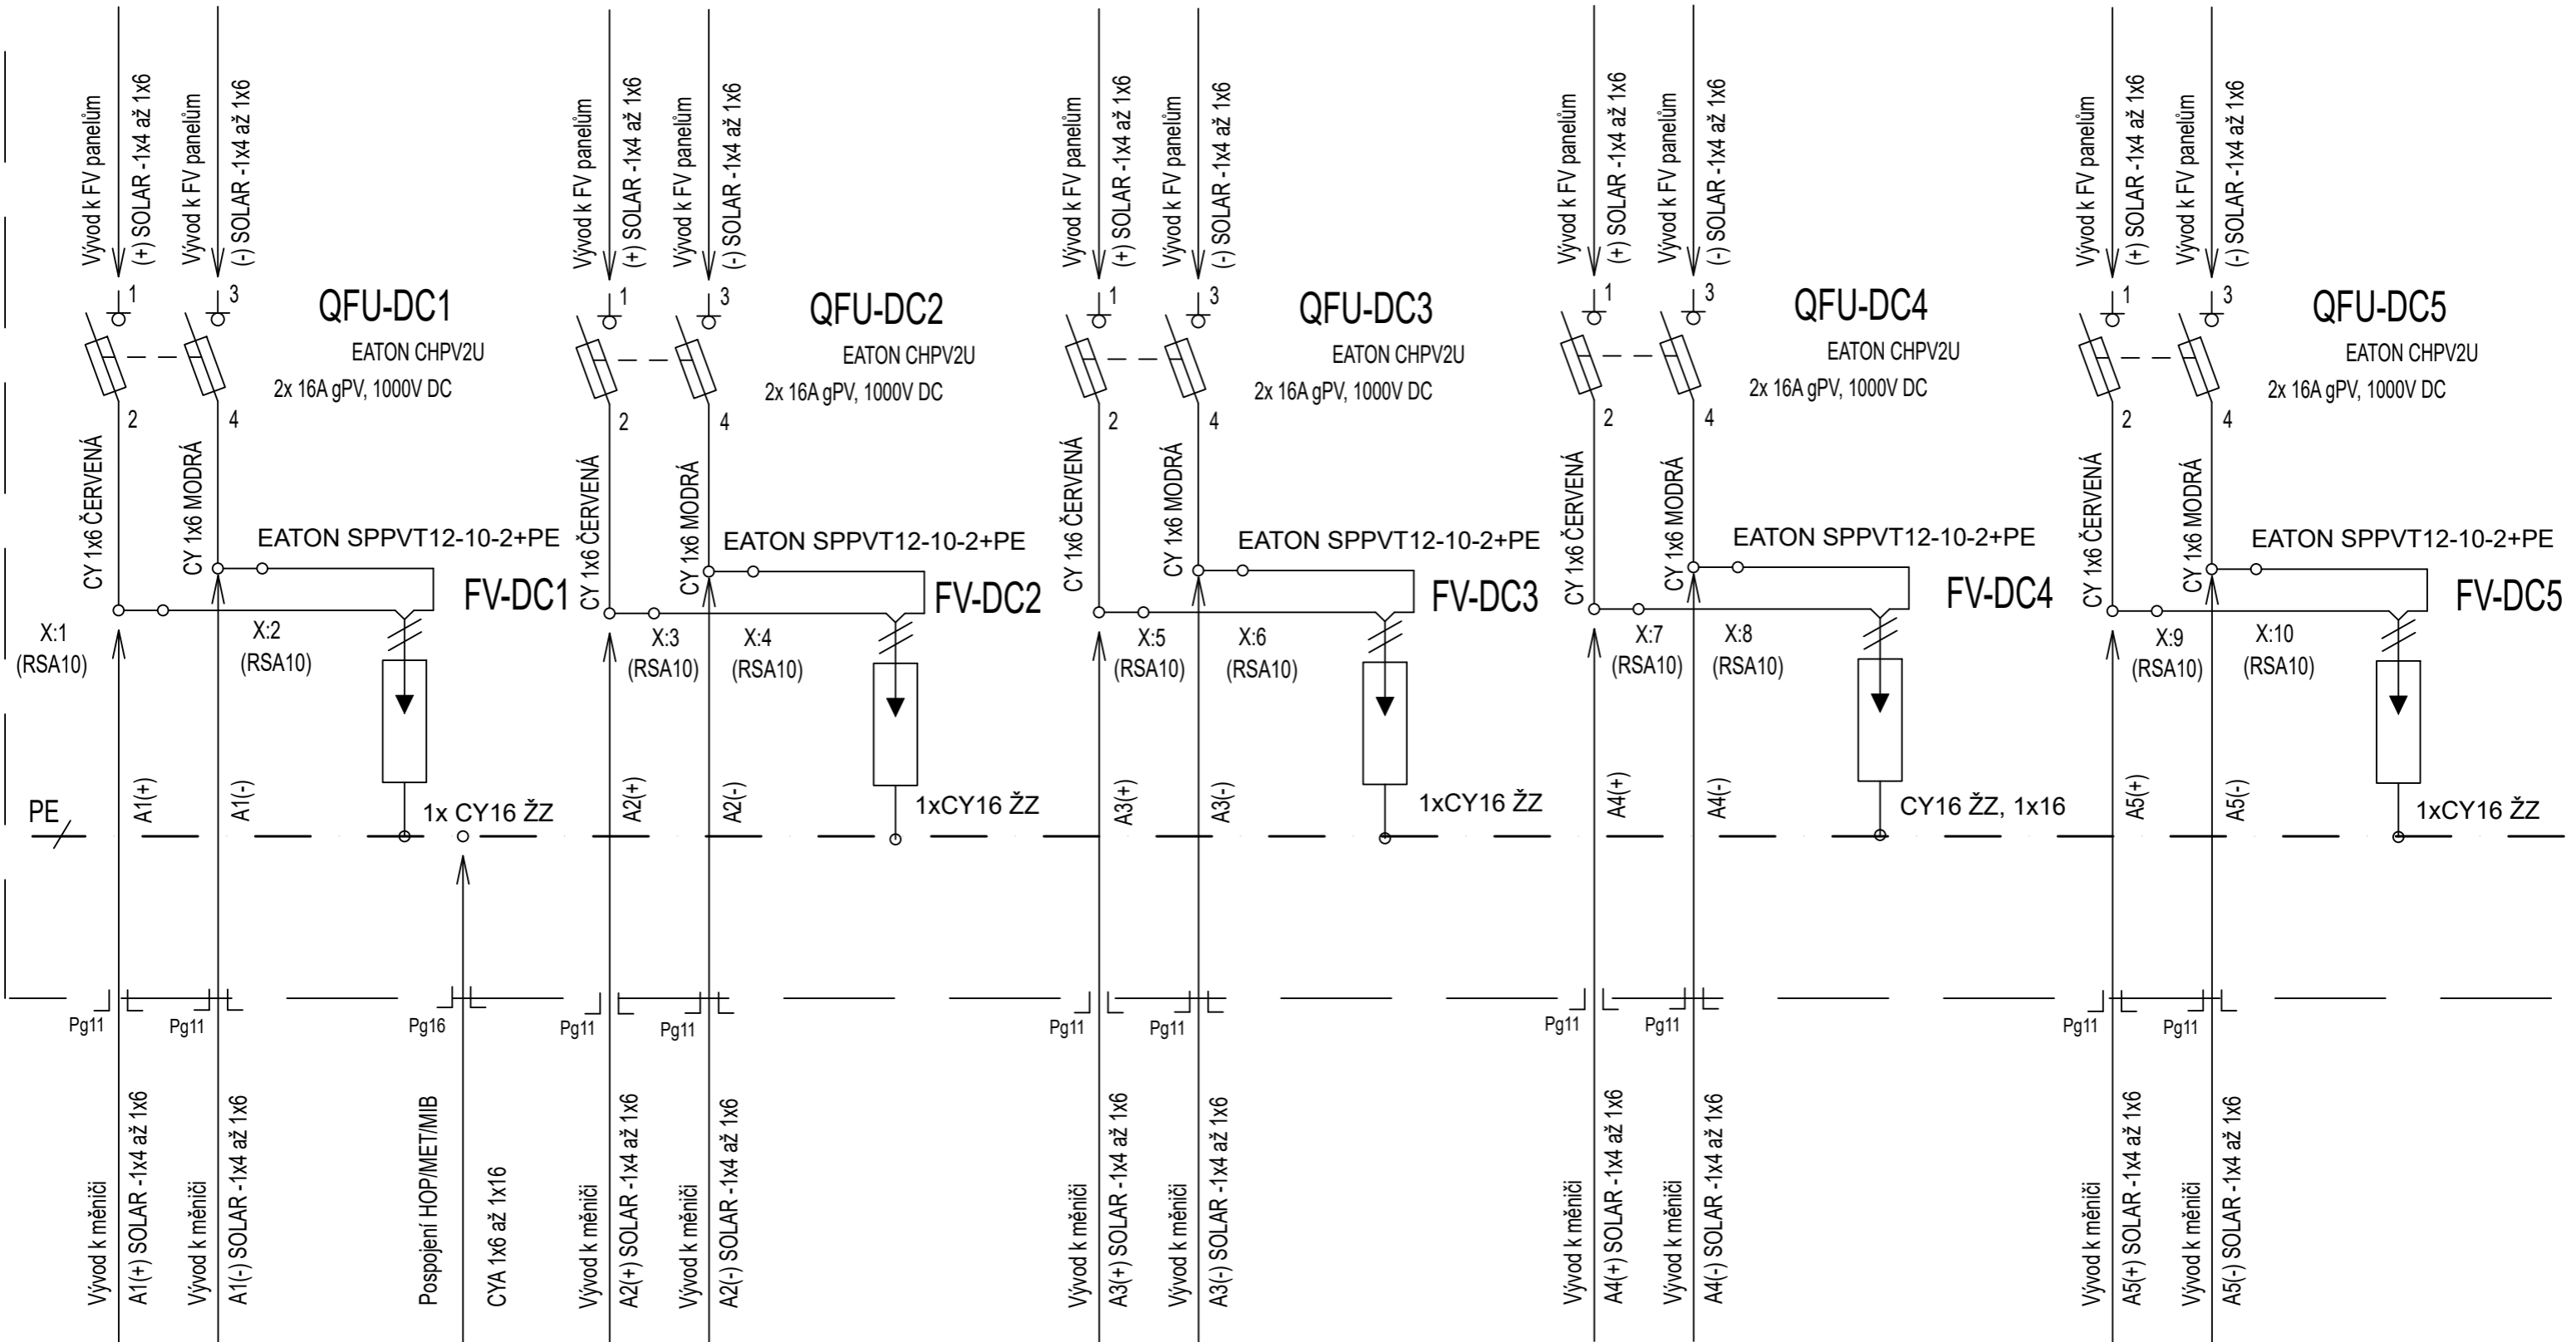 Vývod k FV panelům
(+) SOLAR -1x4 až 1x6
Vývod k FV panelům
(-) SOLAR -1x4 až 1x6
1
3
QFU-DC1
EATON CHPV2U
2x 16A gPV, 1000V DC
2
4
CY 1x6 ČERVENÁ
CY 1x6 MODRÁ
EATON SPPVT12-10-2+PE
FV-DC1
X:1
(RSA10)
X:2
(RSA10)
A1(+)
A1(-)
PE
1x CY16 ŽZ
Pg11
Pg11
Pg16
Vývod k měniči
A1(+) SOLAR -1x4 až 1x6
Vývod k měniči
A1(-) SOLAR -1x4 až 1x6
Pospojení HOP/MET/MIB
CYA 1x6 až 1x16
Vývod k FV panelům
(+) SOLAR -1x4 až 1x6
Vývod k FV panelům
(-) SOLAR -1x4 až 1x6
1
3
QFU-DC2
EATON CHPV2U
2x 16A gPV, 1000V DC
2
4
CY 1x6 ČERVENÁ
CY 1x6 MODRÁ
EATON SPPVT12-10-2+PE
FV-DC2
X:3
(RSA10)
X:4
(RSA10)
A2(+)
A2(-)
1xCY16 ŽZ
Pg11
Pg11
Vývod k měniči
A2(+) SOLAR -1x4 až 1x6
Vývod k měniči
A2(-) SOLAR -1x4 až 1x6
Vývod k FV panelům
(+) SOLAR -1x4 až 1x6
Vývod k FV panelům
(-) SOLAR -1x4 až 1x6
1
3
QFU-DC3
EATON CHPV2U
2x 16A gPV, 1000V DC
2
4
CY 1x6 ČERVENÁ
CY 1x6 MODRÁ
EATON SPPVT12-10-2+PE
FV-DC3
X:5
(RSA10)
X:6
(RSA10)
A3(+)
A3(-)
1xCY16 ŽZ
Pg11
Pg11
Vývod k měniči
A3(+) SOLAR -1x4 až 1x6
Vývod k měniči
A3(-) SOLAR -1x4 až 1x6
Vývod k FV panelům
(+) SOLAR -1x4 až 1x6
Vývod k FV panelům
(-) SOLAR -1x4 až 1x6
1
3
QFU-DC4
EATON CHPV2U
2x 16A gPV, 1000V DC
2
4
CY 1x6 ČERVENÁ
CY 1x6 MODRÁ
EATON SPPVT12-10-2+PE
FV-DC4
X:7
(RSA10)
X:8
(RSA10)
A4(+)
A4(-)
CY16 ŽZ, 1x16
Pg11
Pg11
Vývod k měniči
A4(+) SOLAR -1x4 až 1x6
Vývod k měniči
A4(-) SOLAR -1x4 až 1x6
Vývod k FV panelům
(+) SOLAR -1x4 až 1x6
Vývod k FV panelům
(-) SOLAR -1x4 až 1x6
1
3
QFU-DC5
EATON CHPV2U
2x 16A gPV, 1000V DC
2
4
CY 1x6 ČERVENÁ
CY 1x6 MODRÁ
EATON SPPVT12-10-2+PE
FV-DC5
X:9
(RSA10)
X:10
(RSA10)
A5(+)
A5(-)
1xCY16 ŽZ
Pg11
Pg11
Vývod k měniči
A5(+) SOLAR -1x4 až 1x6
Vývod k měniči
A5(-) SOLAR -1x4 až 1x6